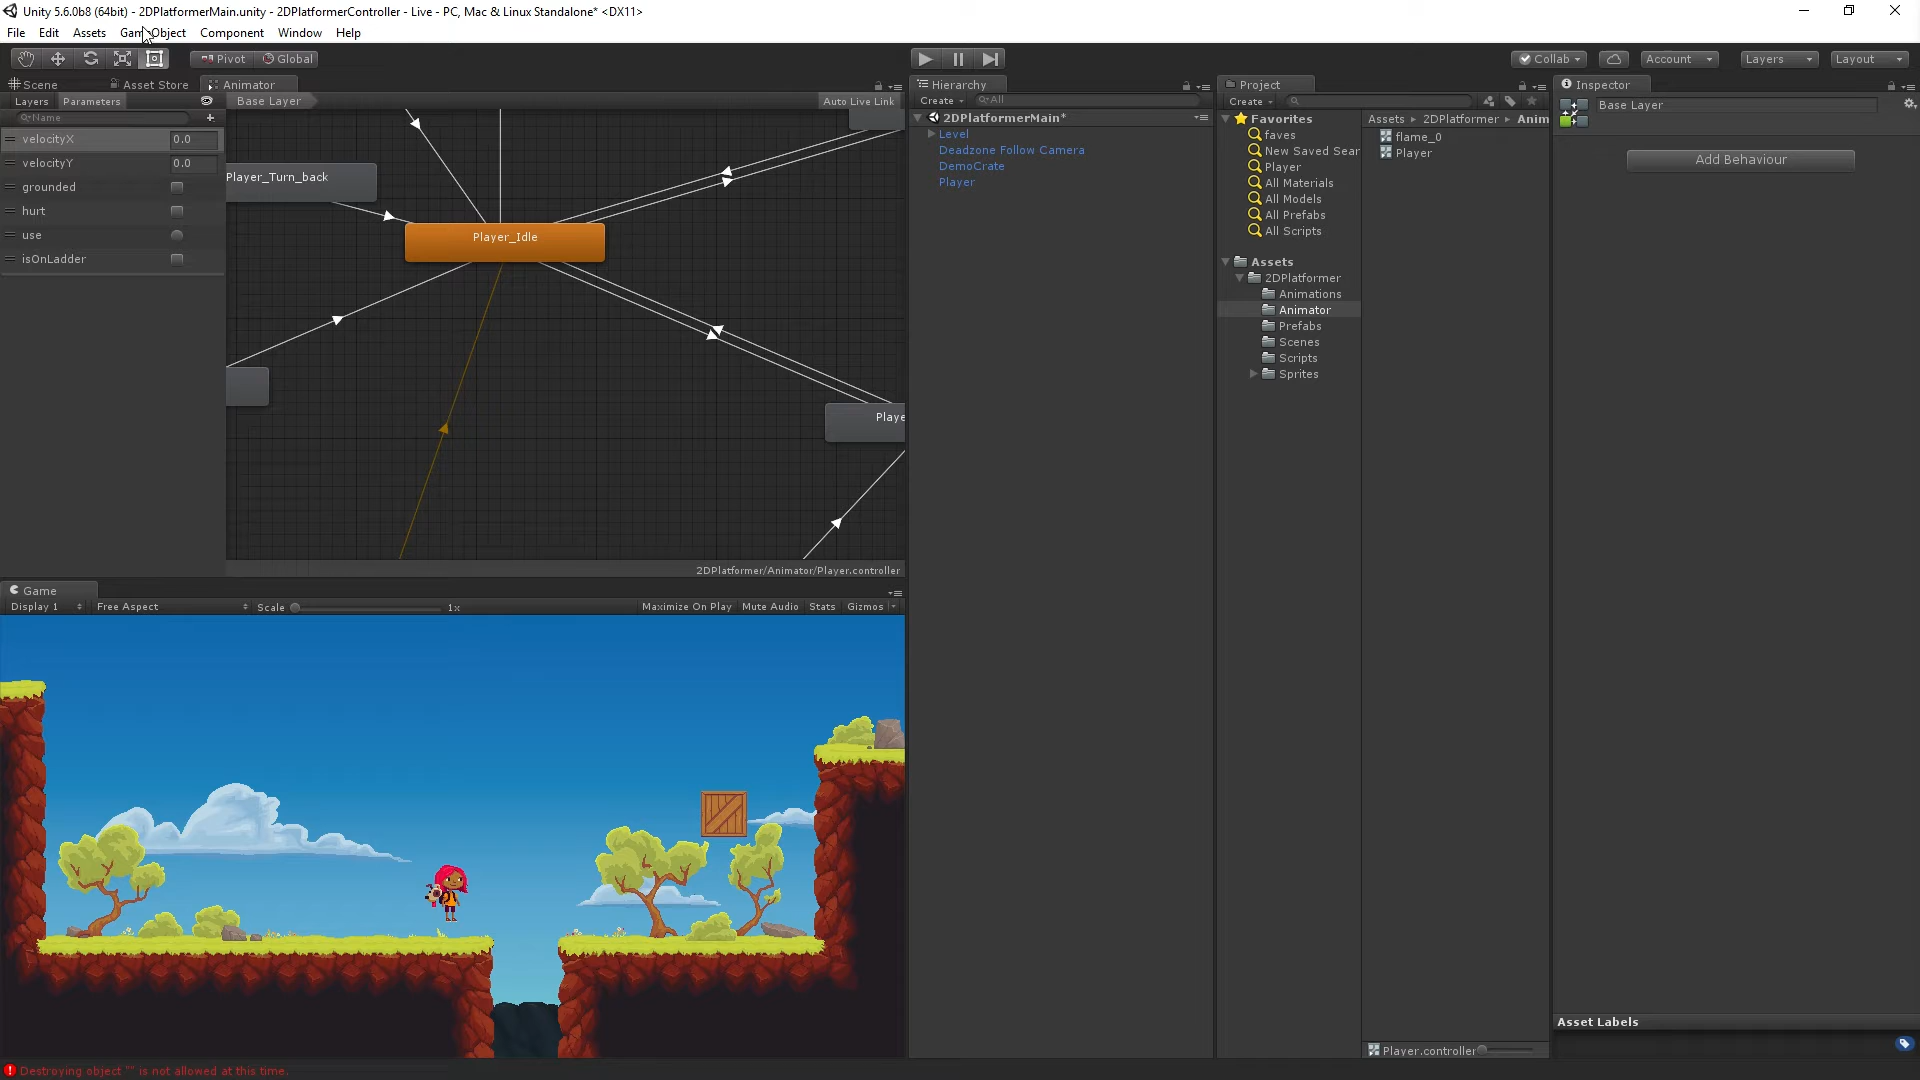 Unity 5.6.0b8 (64bit) - 2DPlatformerMain.unity - 2DPlatformerController - Live - PC, Mac & Linux Standalone* <DX11>
File Edit Assets GameObject Component Window Help
Pivot Global
Collab Account Layers Layout
Scene Asset Store Animator
Layers Parameters Base Layer Auto Live Link
Name
velocityX 0.0
velocityY 0.0
grounded
hurt
use
isOnLadder
Player_Turn_back
Player_Idle
Playe
2DPlatformer/Animator/Player.controller
Game
Display 1 Free Aspect Scale 1x Maximize On Play Mute Audio Stats Gizmos
Hierarchy
Create All
2DPlatformerMain*
Level
Deadzone Follow Camera
DemoCrate
Player
Project
Create
Favorites
faves
New Saved Sear
Player
All Materials
All Models
All Prefabs
All Scripts
Assets
2DPlatformer
Animations
Animator
Prefabs
Scenes
Scripts
Sprites
Assets 2DPlatformer Anim
flame_0
Player
Player.controller
Inspector
Base Layer
Add Behaviour
Asset Labels
Destroying object "" is not allowed at this time.